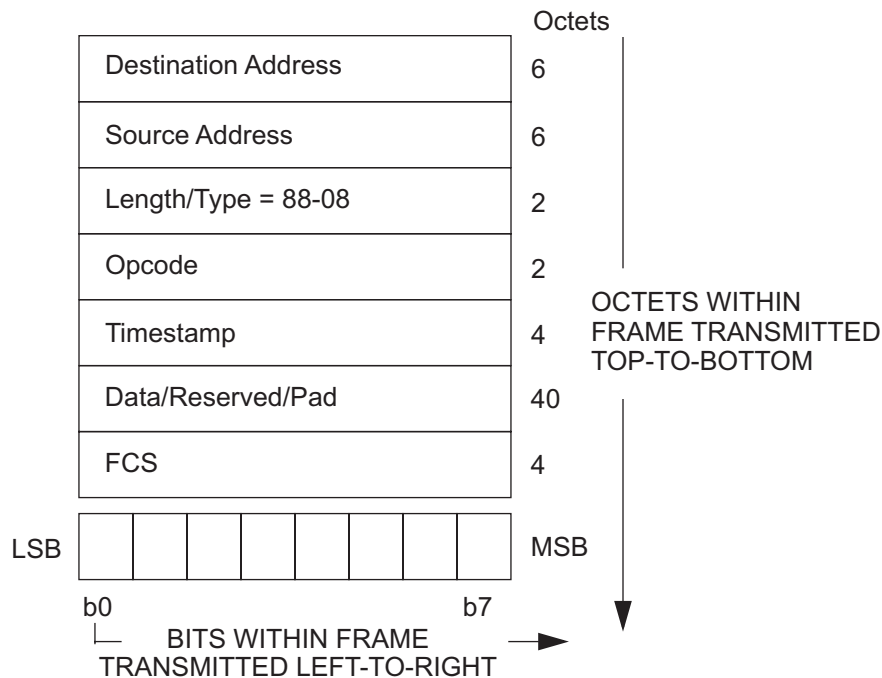 Octets
Destination Address 6
Source Address 6
Length/Type = 88-08 2
Opcode 2
Timestamp 4
Data/Reserved/Pad 40
FCS 4
OCTETS WITHIN
FRAME TRANSMITTED
TOP-TO-BOTTOM
LSB MSB
b0 b7
BITS WITHIN FRAME
TRANSMITTED LEFT-TO-RIGHT